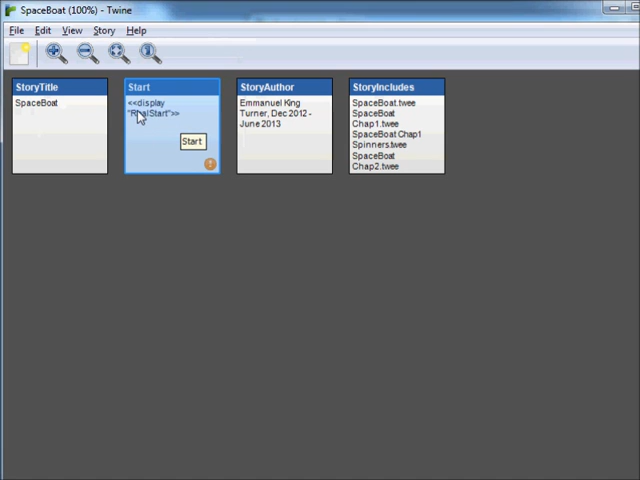 SpaceBoat (100%) - Twine
File Edit View Story Help
StoryTitle
SpaceBoat
Start
<<display
"RealStart">>
Start
StoryAuthor
Emmanuel King
Turner, Dec 2012 -
June 2013
StoryIncludes
SpaceBoat.twee
SpaceBoat
Chap1.twee
SpaceBoat Chap1
Spinners.twee
SpaceBoat
Chap2.twee